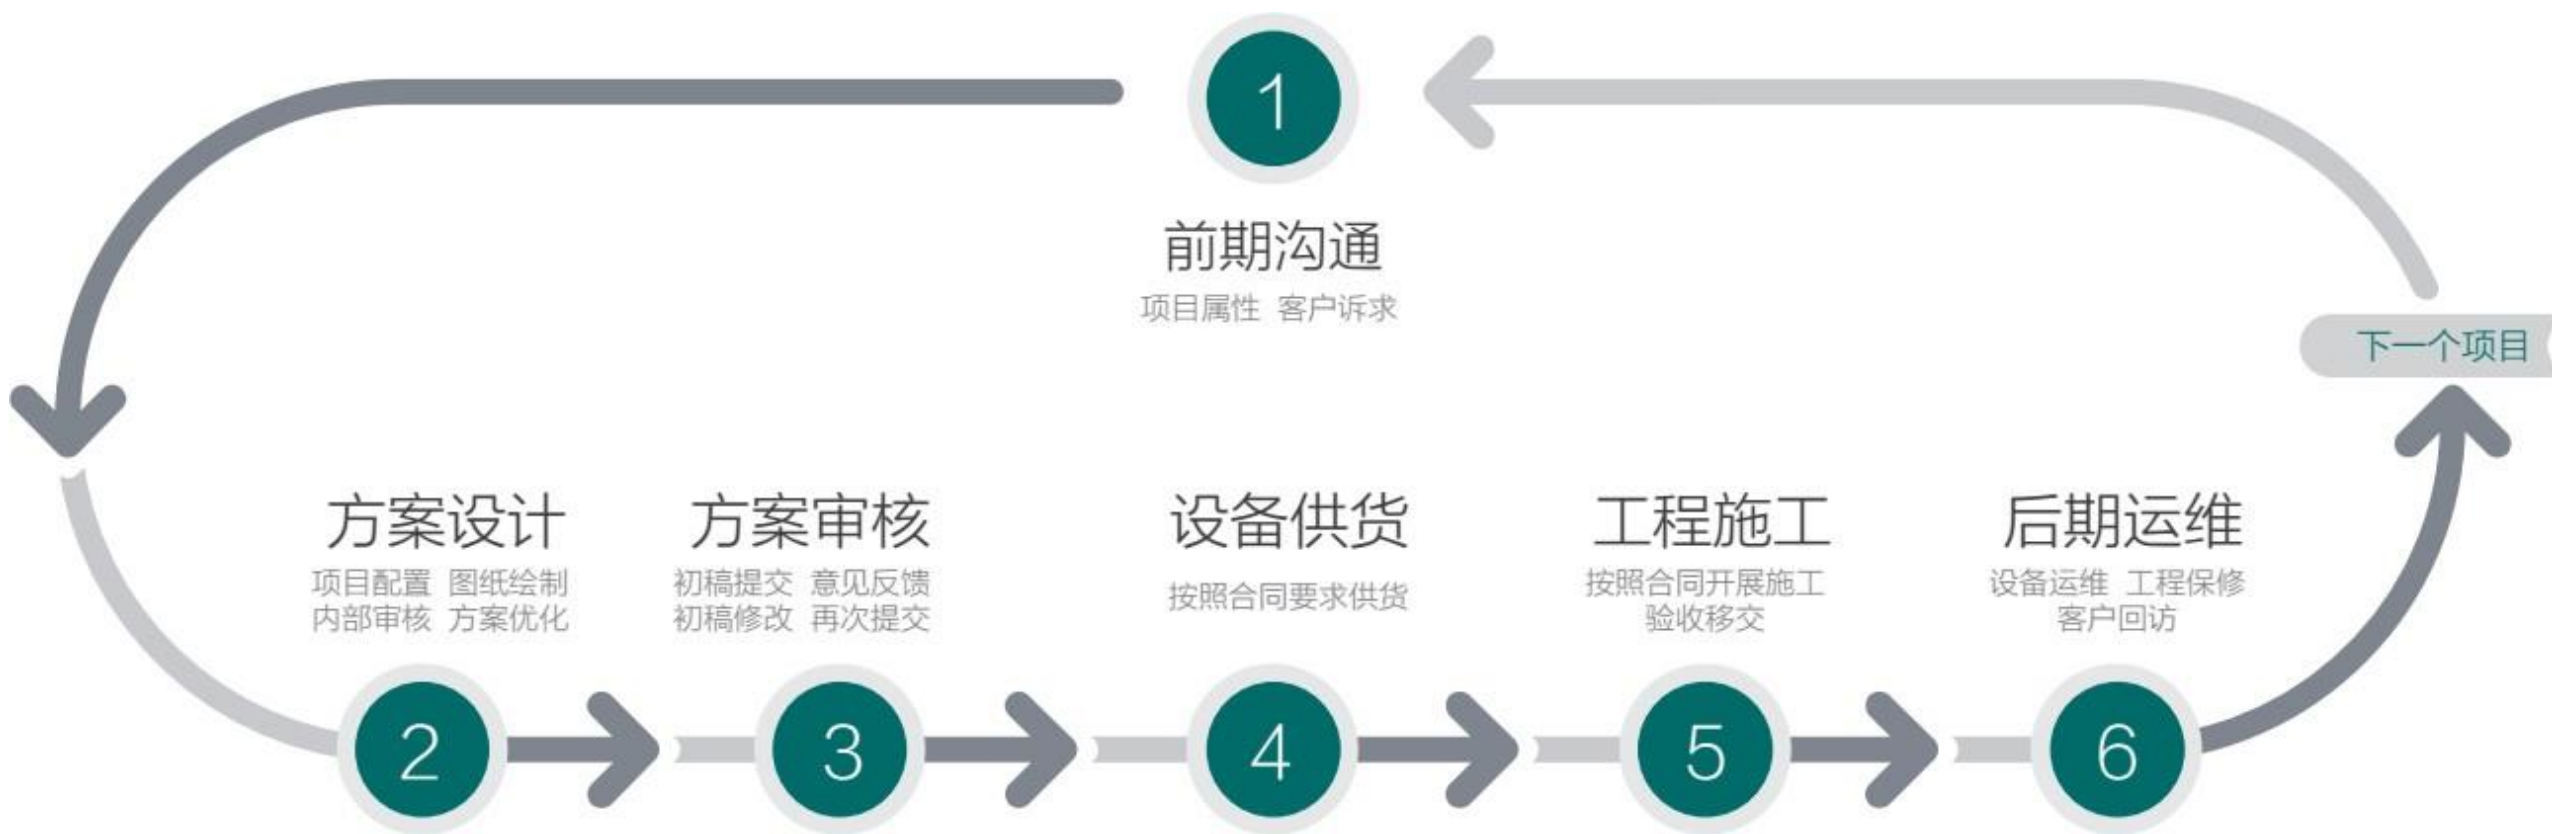 1
前期沟通
项目属性 客户诉求
下一个项目
方案设计
项目配置 图纸绘制
内部审核 方案优化
2
方案审核
初稿提交 意见反馈
初稿修改 再次提交
3
设备供货
按照合同要求供货
4
工程施工
按照合同开展施工
验收移交
5
后期运维
设备运维 工程保修
客户回访
6